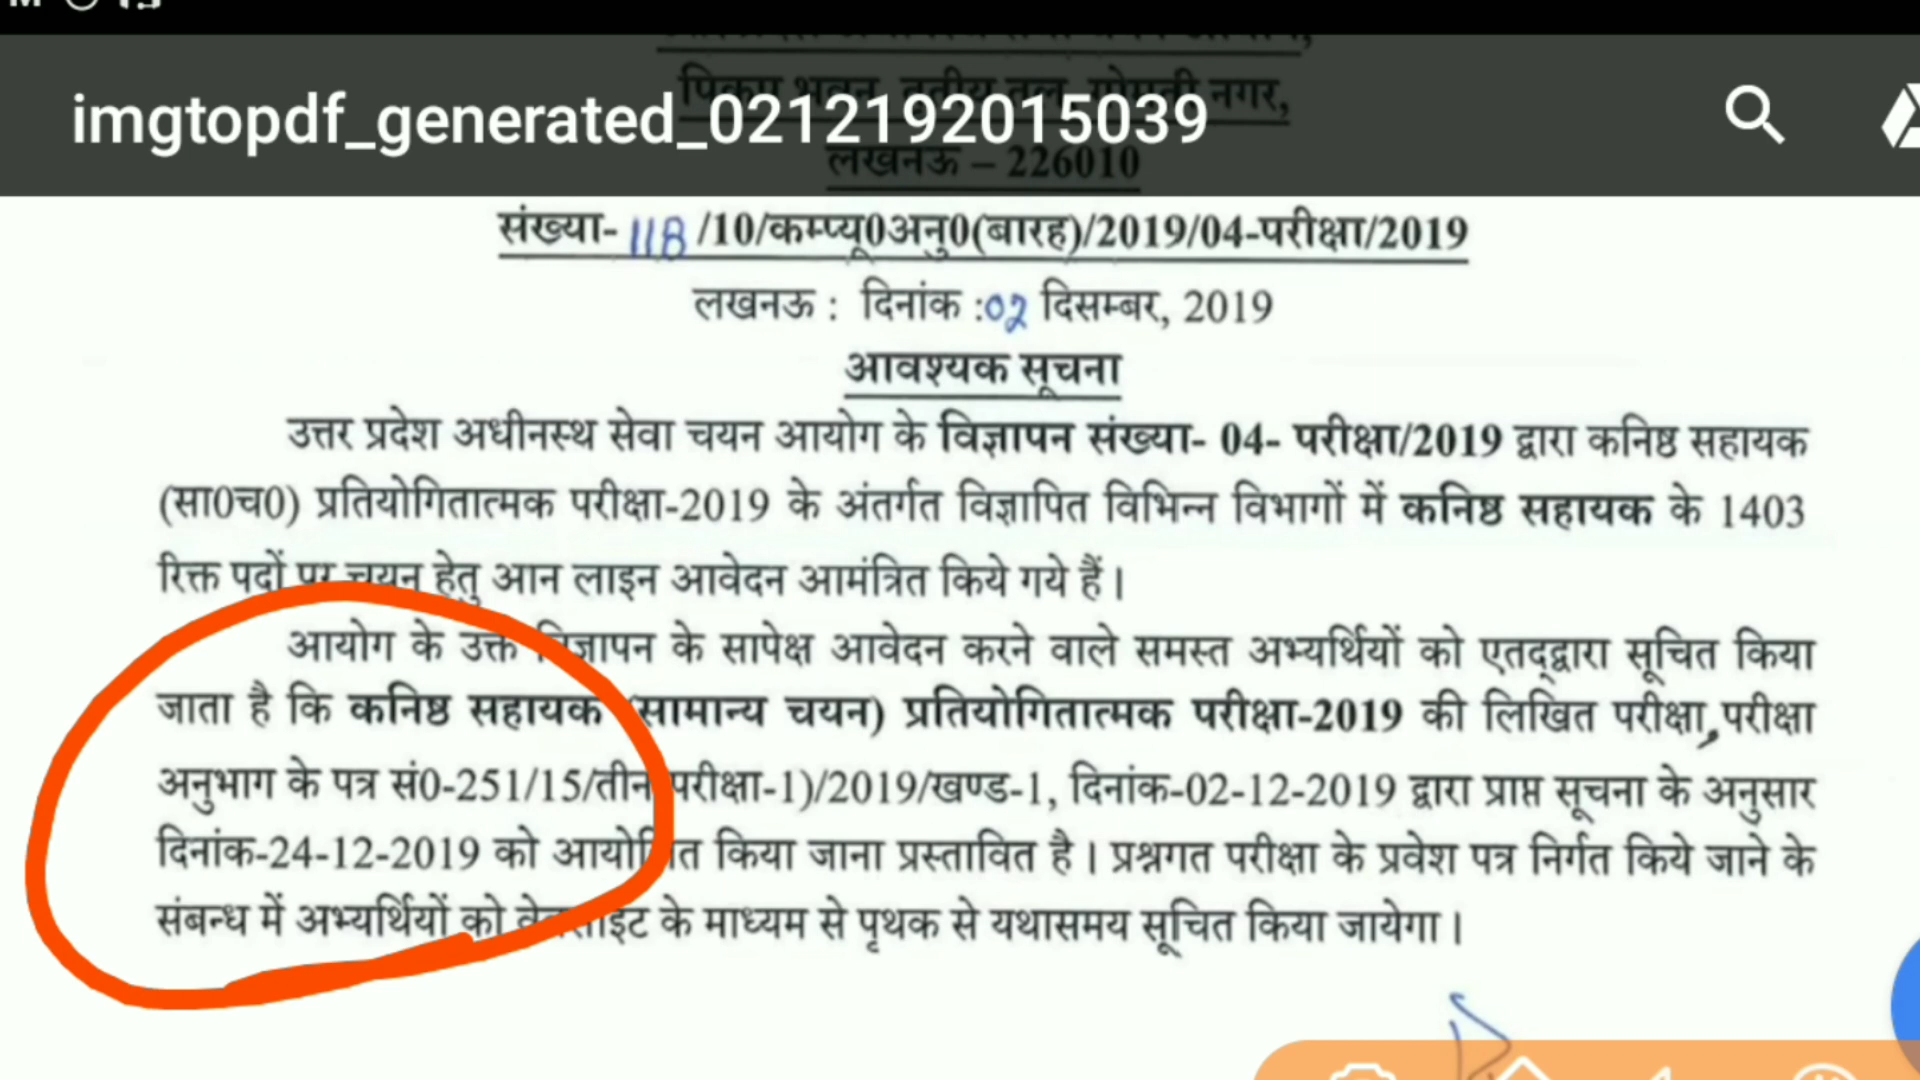 imgtopdf_generated_0212192015039
पिकप भवन, तृतीय तल, गोमती नगर,
लखनऊ – 226010
संख्या- 118 /10/कम्प्यू0अनु0(बारह)/2019/04-परीक्षा/2019
लखनऊ : दिनांक :02 दिसम्बर, 2019
आवश्यक सूचना
उत्तर प्रदेश अधीनस्थ सेवा चयन आयोग के विज्ञापन संख्या- 04- परीक्षा/2019 द्वारा कनिष्ठ सहायक
(सा0च0) प्रतियोगितात्मक परीक्षा-2019 के अंतर्गत विज्ञापित विभिन्न विभागों में कनिष्ठ सहायक के 1403
रिक्त पदों पर चयन हेतु आन लाइन आवेदन आमंत्रित किये गये हैं।
आयोग के उक्त विज्ञापन के सापेक्ष आवेदन करने वाले समस्त अभ्यर्थियों को एतद्द्वारा सूचित किया
जाता है कि कनिष्ठ सहायक (सामान्य चयन) प्रतियोगितात्मक परीक्षा-2019 की लिखित परीक्षा, परीक्षा
अनुभाग के पत्र सं0-251/15/तीन(परीक्षा-1)/2019/खण्ड-1, दिनांक-02-12-2019 द्वारा प्राप्त सूचना के अनुसार
दिनांक-24-12-2019 को आयोजित किया जाना प्रस्तावित है। प्रश्नगत परीक्षा के प्रवेश पत्र निर्गत किये जाने के
संबन्ध में अभ्यर्थियों को वेबसाइट के माध्यम से पृथक से यथासमय सूचित किया जायेगा।